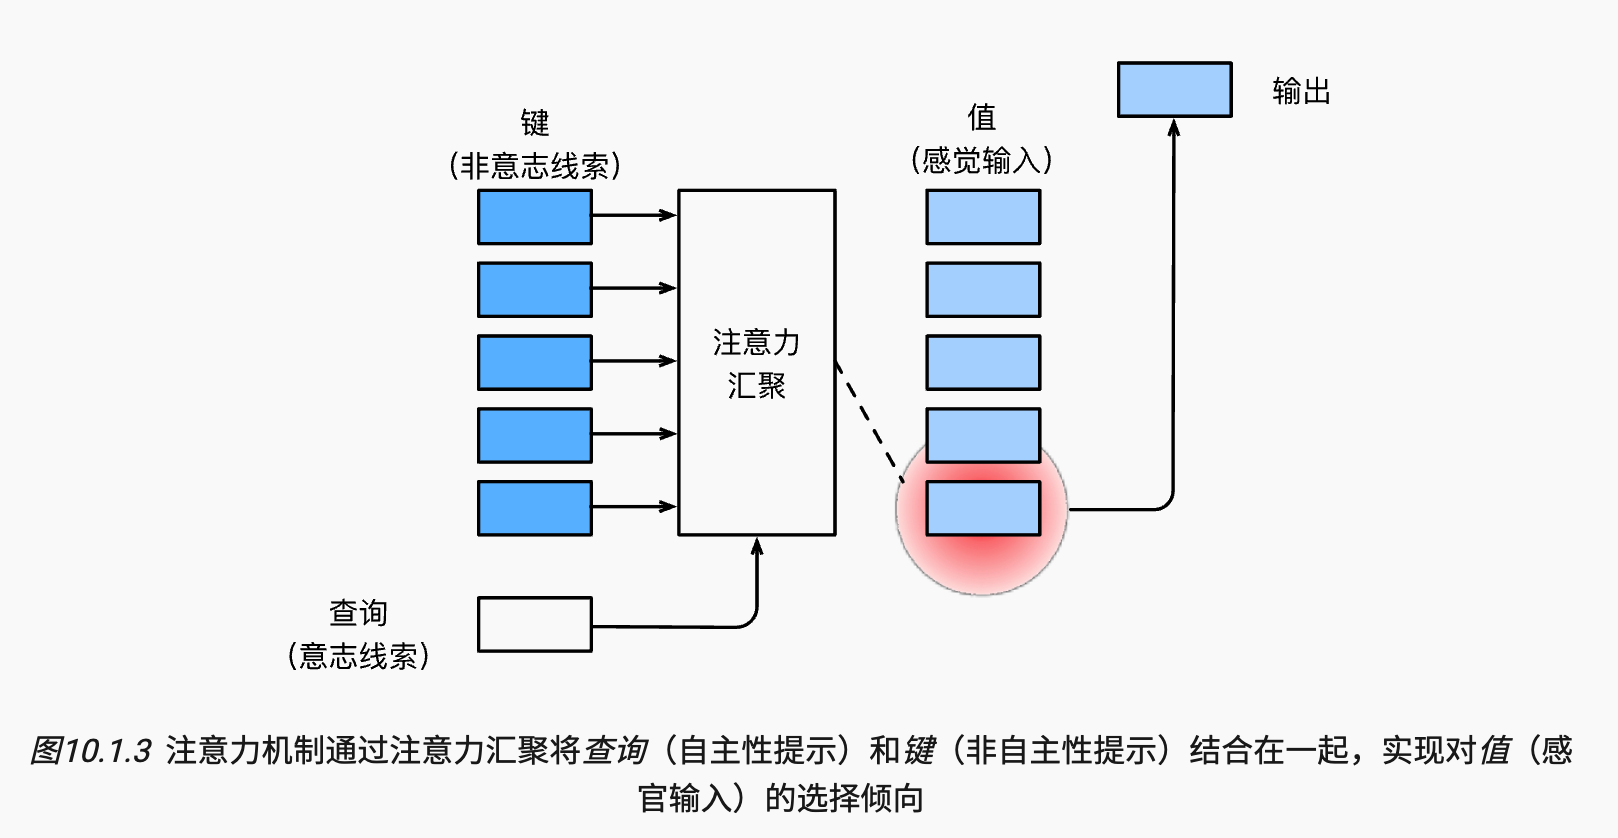 输出
键
（非意志线索）
值
（感觉输入）
注意力
汇聚
查询
（意志线索）
图10.1.3 注意力机制通过注意力汇聚将查询（自主性提示）和键（非自主性提示）结合在一起，实现对值（感
官输入）的选择倾向